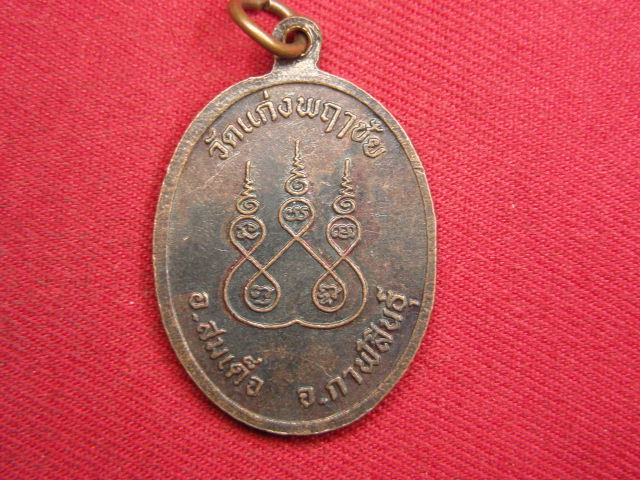 วัดแก่งพฤาชัย
อ.สมเด็จ จ.กาฬสินธุ์